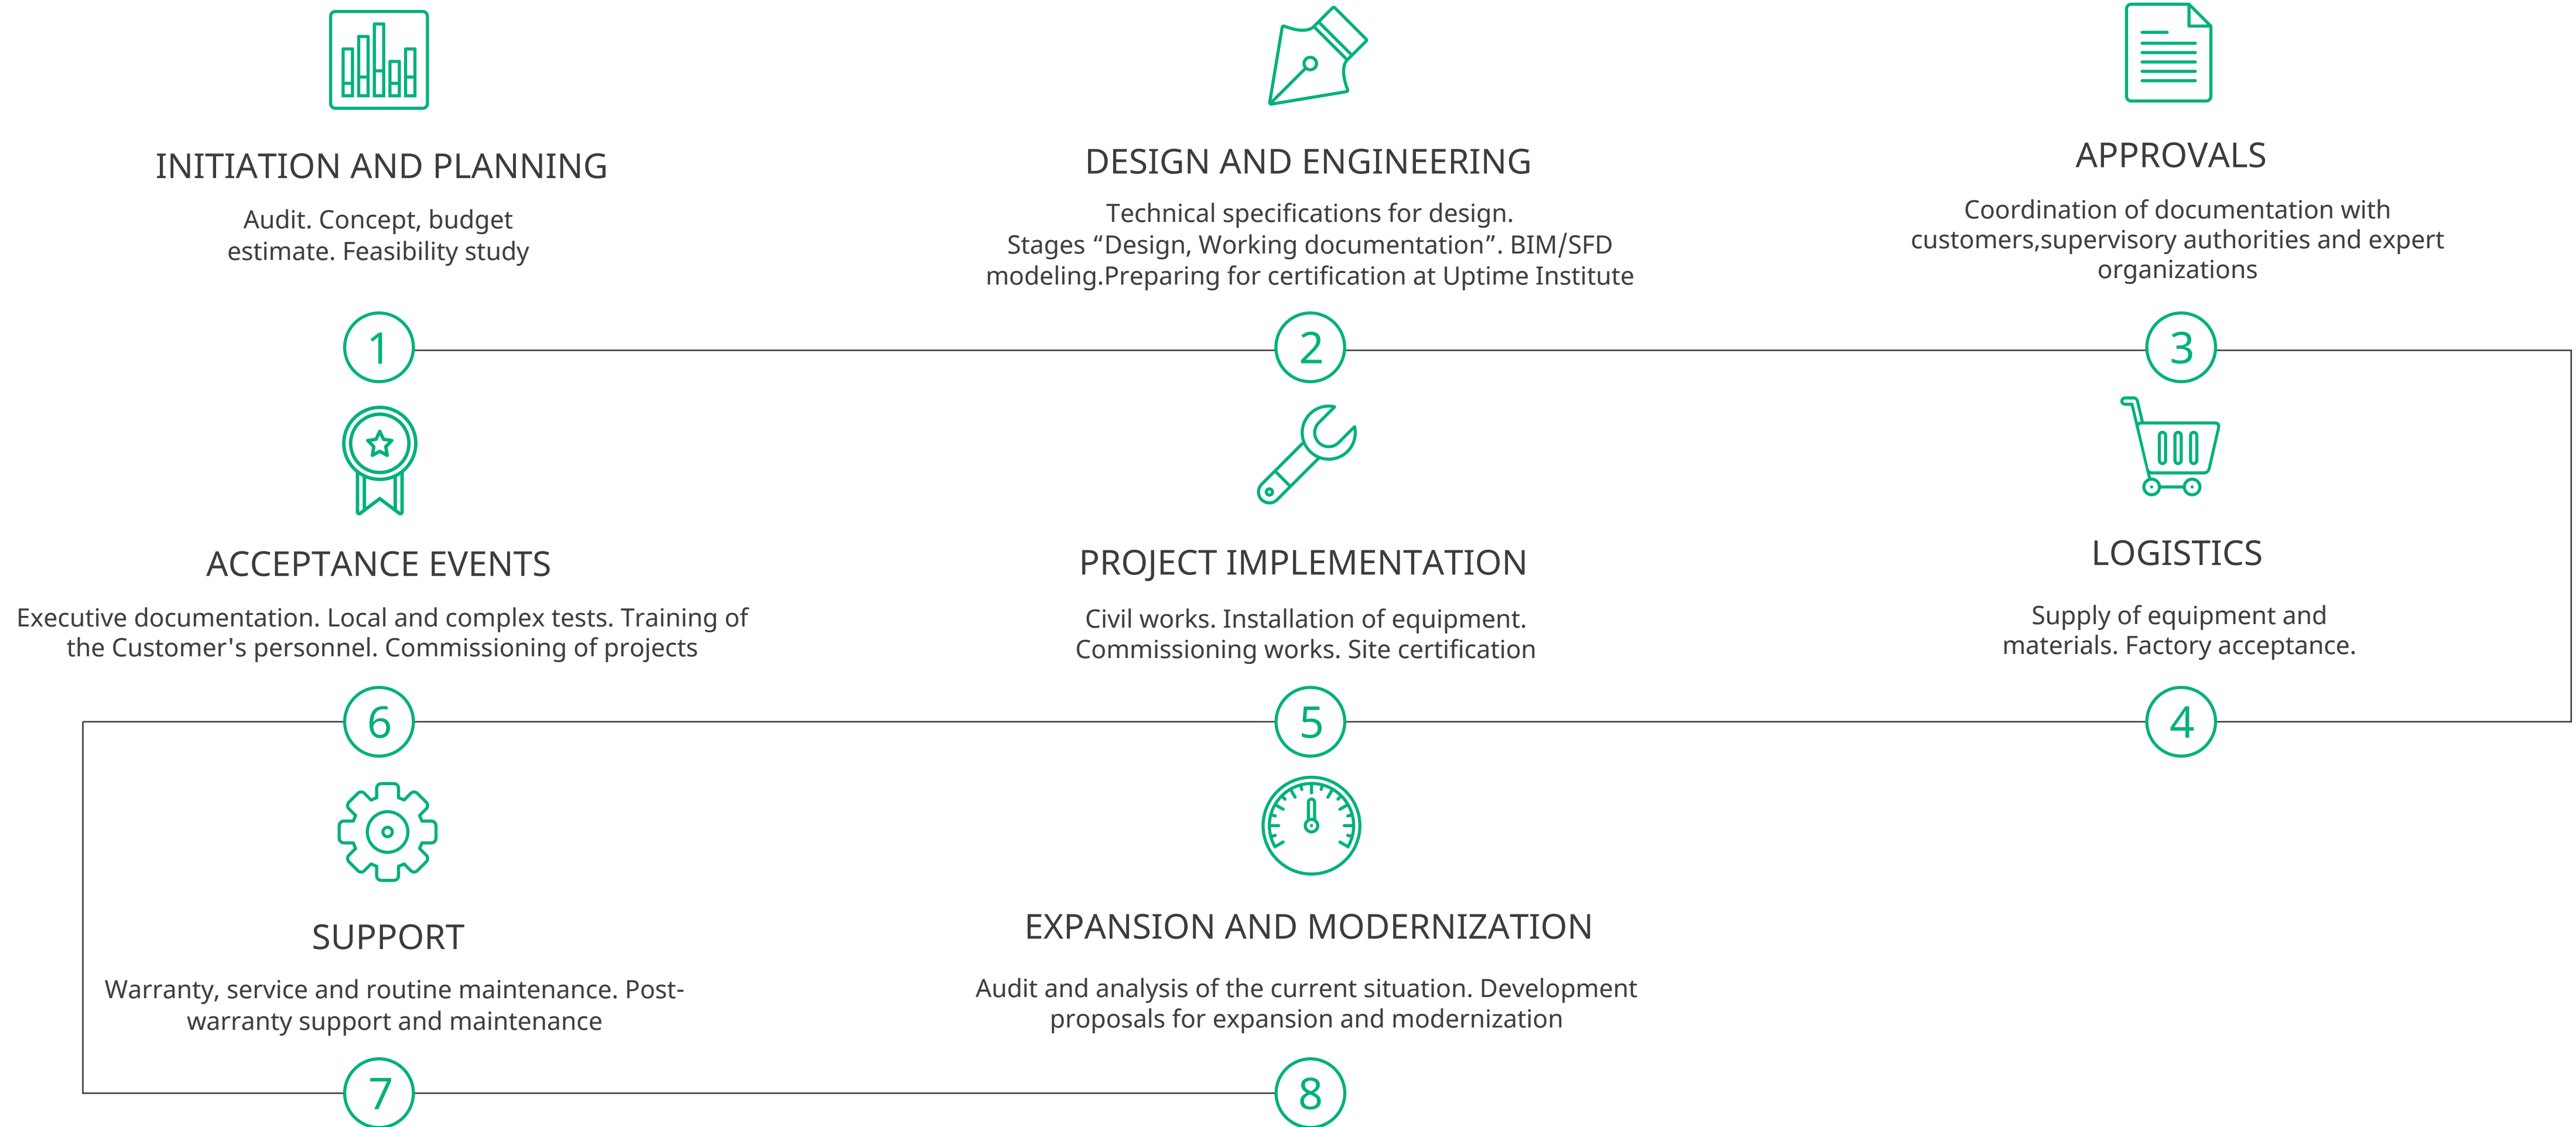 INITIATION AND PLANNING
Audit. Concept, budget
estimate. Feasibility study
1
DESIGN AND ENGINEERING
Technical specifications for design.
Stages “Design, Working documentation”. BIM/SFD
modeling.Preparing for certification at Uptime Institute
2
APPROVALS
Coordination of documentation with
customers,supervisory authorities and expert
organizations
3
LOGISTICS
Supply of equipment and
materials. Factory acceptance.
4
PROJECT IMPLEMENTATION
Civil works. Installation of equipment.
Commissioning works. Site certification
5
ACCEPTANCE EVENTS
Executive documentation. Local and complex tests. Training of
the Customer's personnel. Commissioning of projects
6
SUPPORT
Warranty, service and routine maintenance. Post-
warranty support and maintenance
7
EXPANSION AND MODERNIZATION
Audit and analysis of the current situation. Development
proposals for expansion and modernization
8